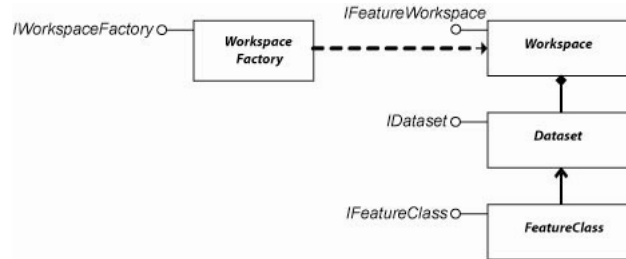 IFeatureWorkspace
IWorkspaceFactory
Workspace
Factory
Workspace
IDataset
Dataset
IFeatureClass
FeatureClass